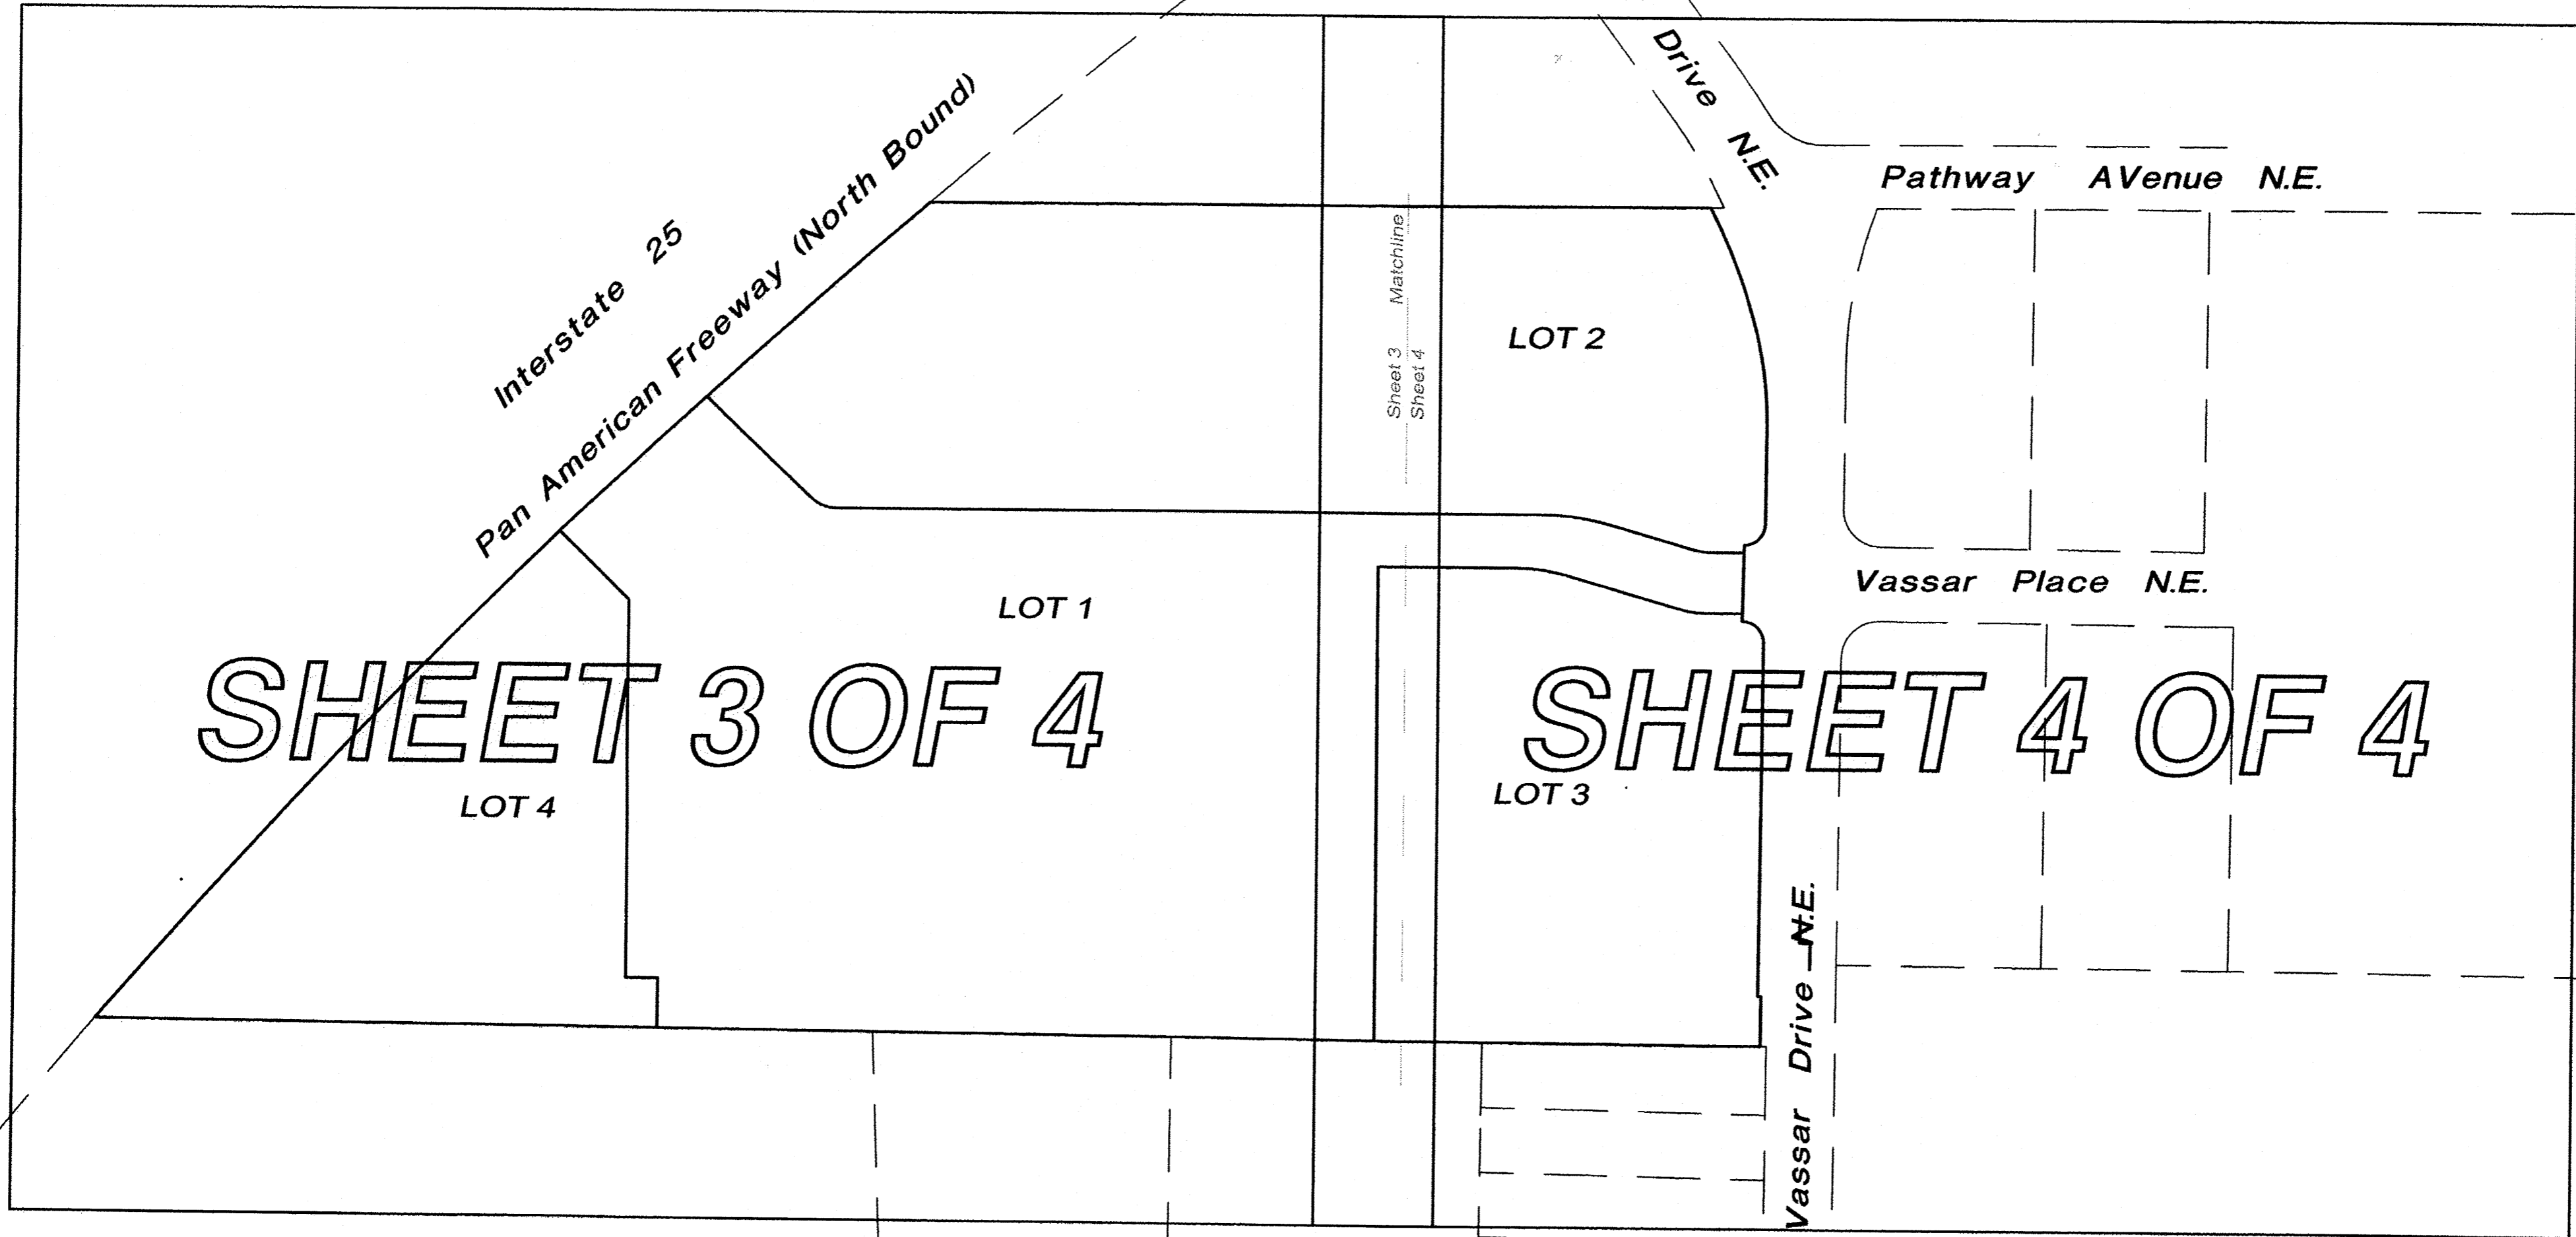 Drive N.E.
Pathway AVenue N.E.
Interstate 25
Pan American Freeway (North Bound)
Sheet 3 Matchline
Sheet 4
LOT 2
Vassar Place N.E.
LOT 1
SHEET 3 OF 4
SHEET 4 OF 4
LOT 4
LOT 3
Vassar Drive N.E.